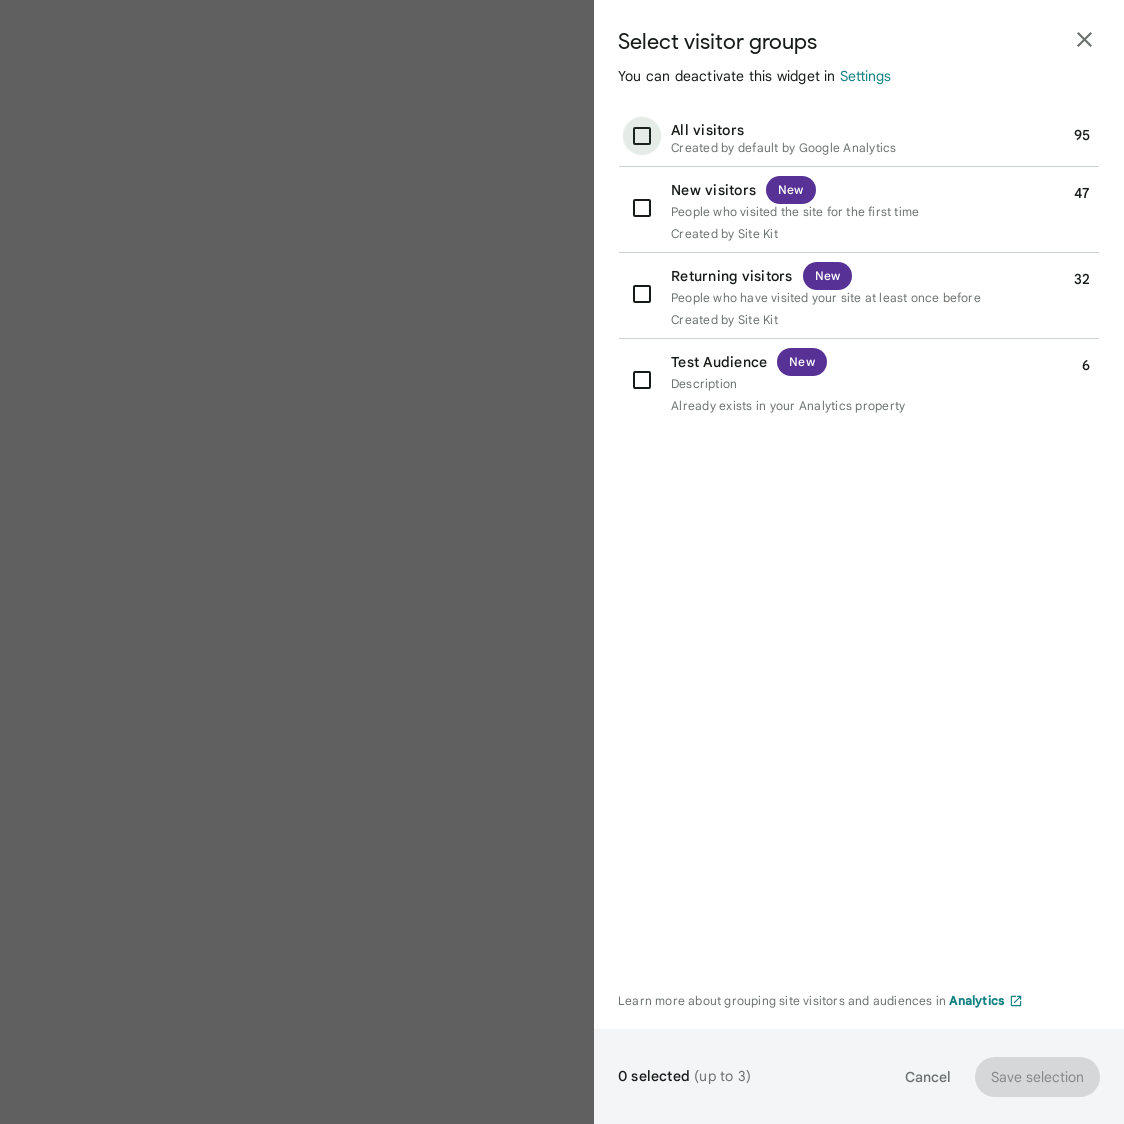 Select visitor groups
You can deactivate this widget in Settings
All visitors
95
Created by default by Google Analytics
New visitors New
47
People who visited the site for the first time
Created by Site Kit
Returning visitors New
32
People who have visited your site at least once before
Created by Site Kit
Test Audience New
6
Description
Already exists in your Analytics property
Learn more about grouping site visitors and audiences in Analytics
0 selected (up to 3)
Cancel
Save selection